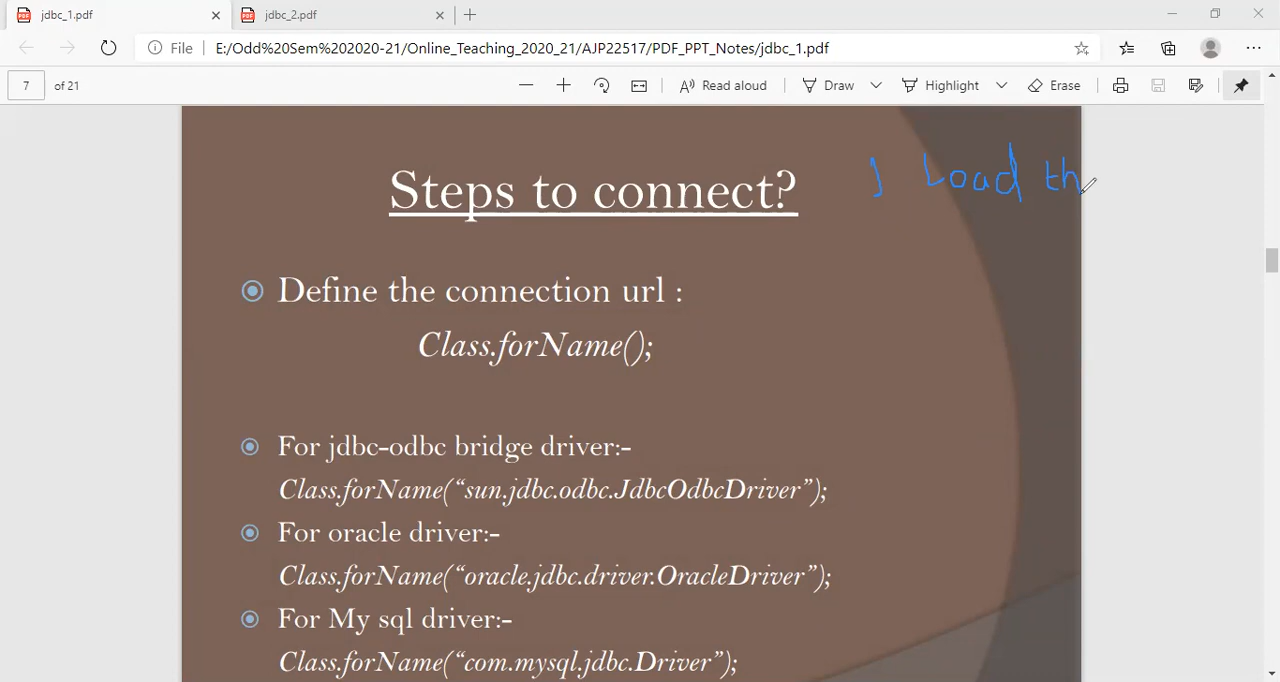 jdbc_1.pdf
jdbc_2.pdf
File
E:/Odd%20Sem%202020-21/Online_Teaching_2020_21/AJP22517/PDF_PPT_Notes/jdbc_1.pdf
7 of 21
Read aloud
Draw
Highlight
Erase
Steps to connect?
1 Load th
Define the connection url :
Class.forName();
For jdbc-odbc bridge driver:-
Class.forName(“sun.jdbc.odbc.JdbcOdbcDriver”);
For oracle driver:-
Class.forName(“oracle.jdbc.driver.OracleDriver”);
For My sql driver:-
Class.forName(“com.mysql.jdbc.Driver”);